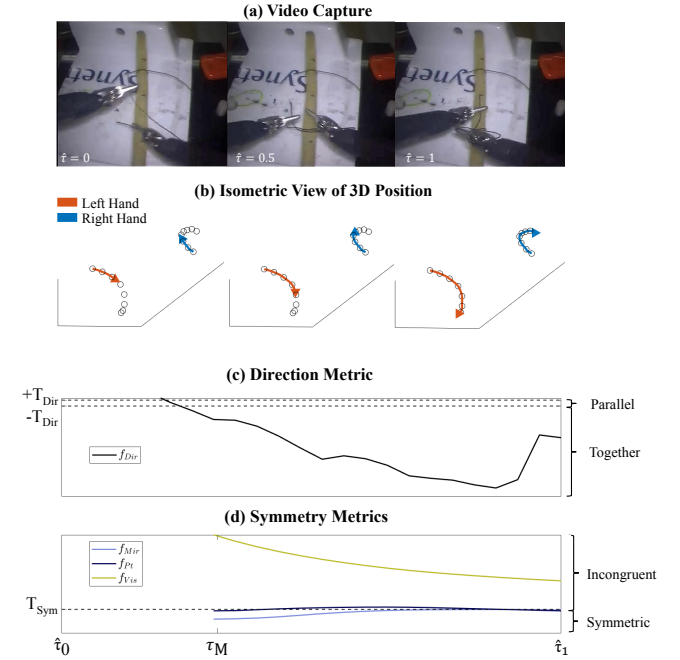 (a) Video Capture
Synet
Synet
Synet
τ̂ = 0
τ̂ = 0.5
τ̂ = 1
(b) Isometric View of 3D Position
Left Hand
Right Hand
(c) Direction Metric
+T_Dir
-T_Dir
Parallel
Together
f_Dir
(d) Symmetry Metrics
f_Mir
f_Pt
f_Vis
Incongruent
T_Sym
Symmetric
τ̂_0
τ_M
τ̂_1